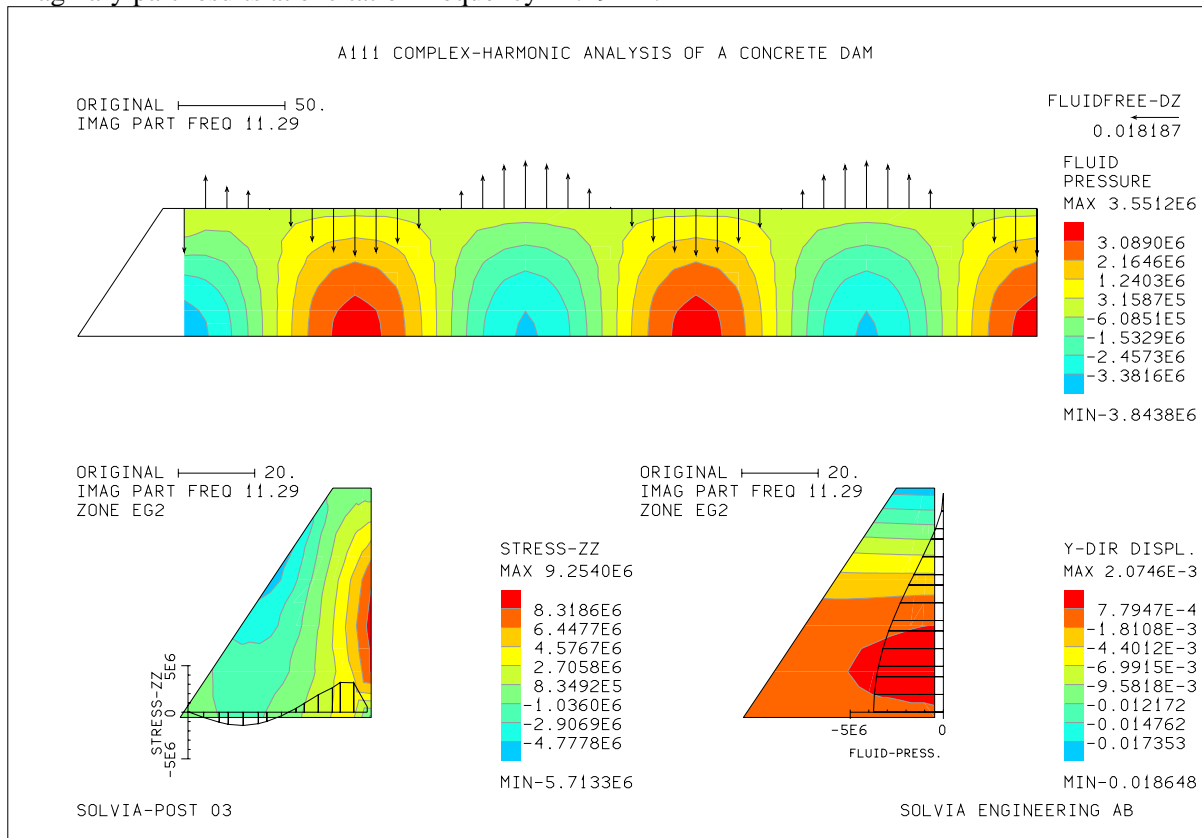 A111 COMPLEX-HARMONIC ANALYSIS OF A CONCRETE DAM
ORIGINAL 50.
IMAG PART FREQ 11.29
FLUIDFREE-DZ
0.018187
FLUID
PRESSURE
MAX 3.5512E6
3.0890E6
2.1646E6
1.2403E6
3.1587E5
-6.0851E5
-1.5329E6
-2.4573E6
-3.3816E6
MIN-3.8438E6
ORIGINAL 20.
IMAG PART FREQ 11.29
ZONE EG2
STRESS-ZZ
MAX 9.2540E6
8.3186E6
6.4477E6
4.5767E6
2.7058E6
8.3492E5
-1.0360E6
-2.9069E6
-4.7778E6
MIN-5.7133E6
STRESS-ZZ
-5E6 0 5E6
ORIGINAL 20.
IMAG PART FREQ 11.29
ZONE EG2
-5E6 0
FLUID-PRESS.
Y-DIR DISPL.
MAX 2.0746E-3
7.7947E-4
-1.8108E-3
-4.4012E-3
-6.9915E-3
-9.5818E-3
-0.012172
-0.014762
-0.017353
MIN-0.018648
SOLVIA-POST 03
SOLVIA ENGINEERING AB